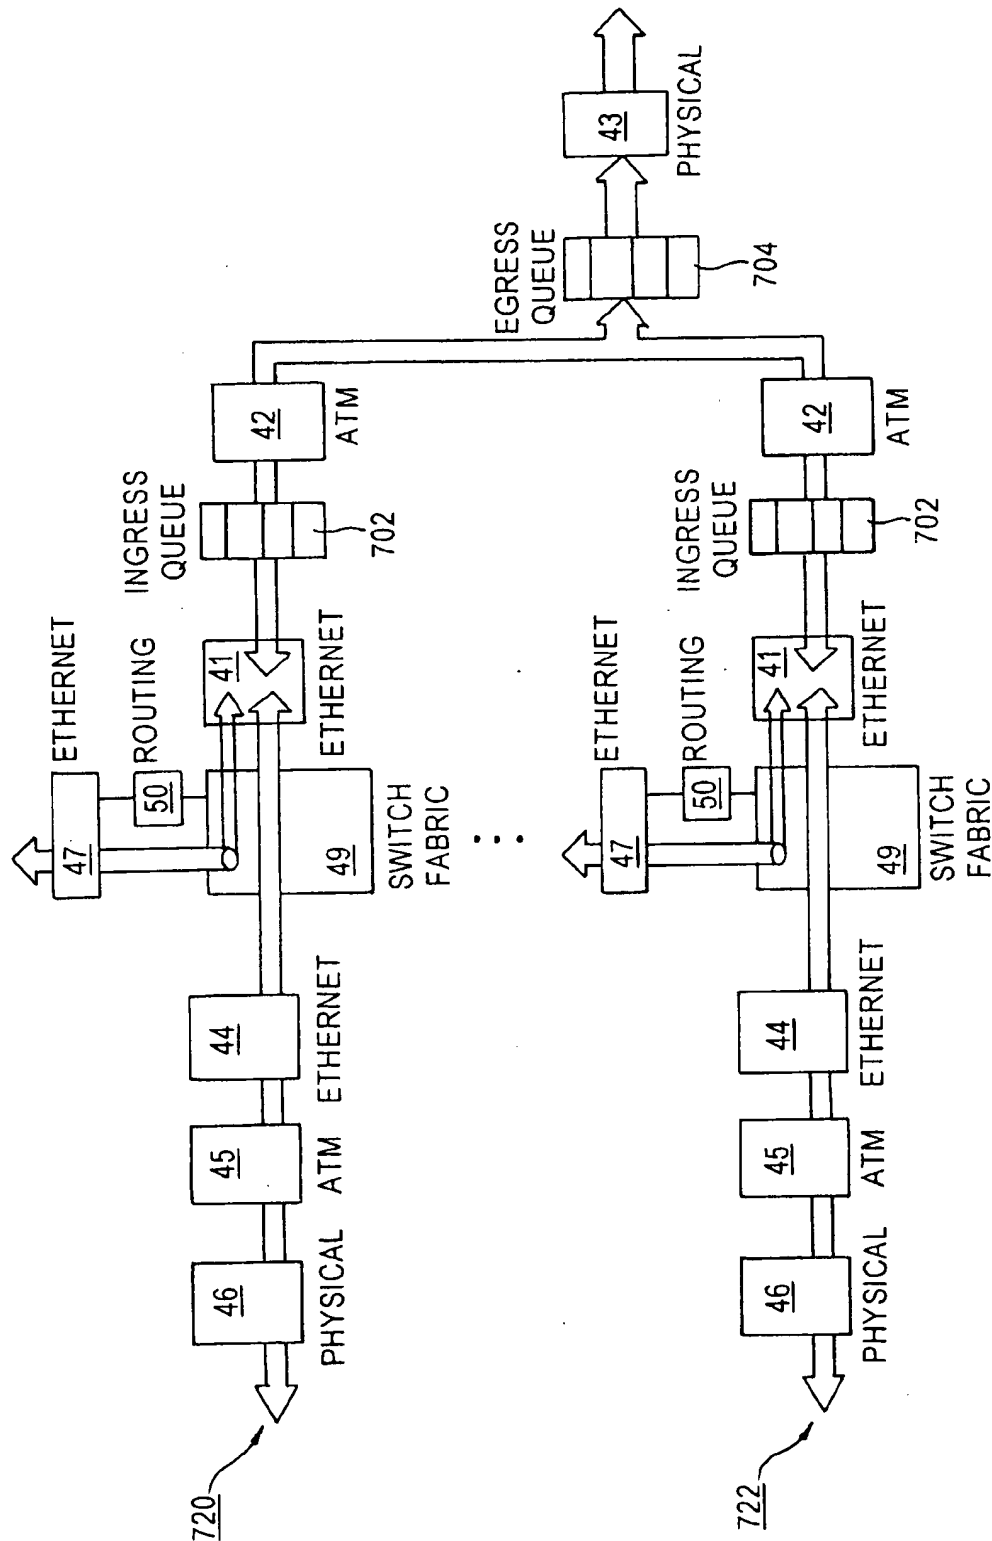 ETHERNET
47
ROUTING
50
INGRESS
QUEUE
720
46
PHYSICAL
45
ATM
44
ETHERNET
49
SWITCH
FABRIC
41
ETHERNET
702
42
ATM
EGRESS
QUEUE
704
43
PHYSICAL
ETHERNET
47
ROUTING
50
INGRESS
QUEUE
722
46
PHYSICAL
45
ATM
44
ETHERNET
49
SWITCH
FABRIC
41
ETHERNET
702
42
ATM